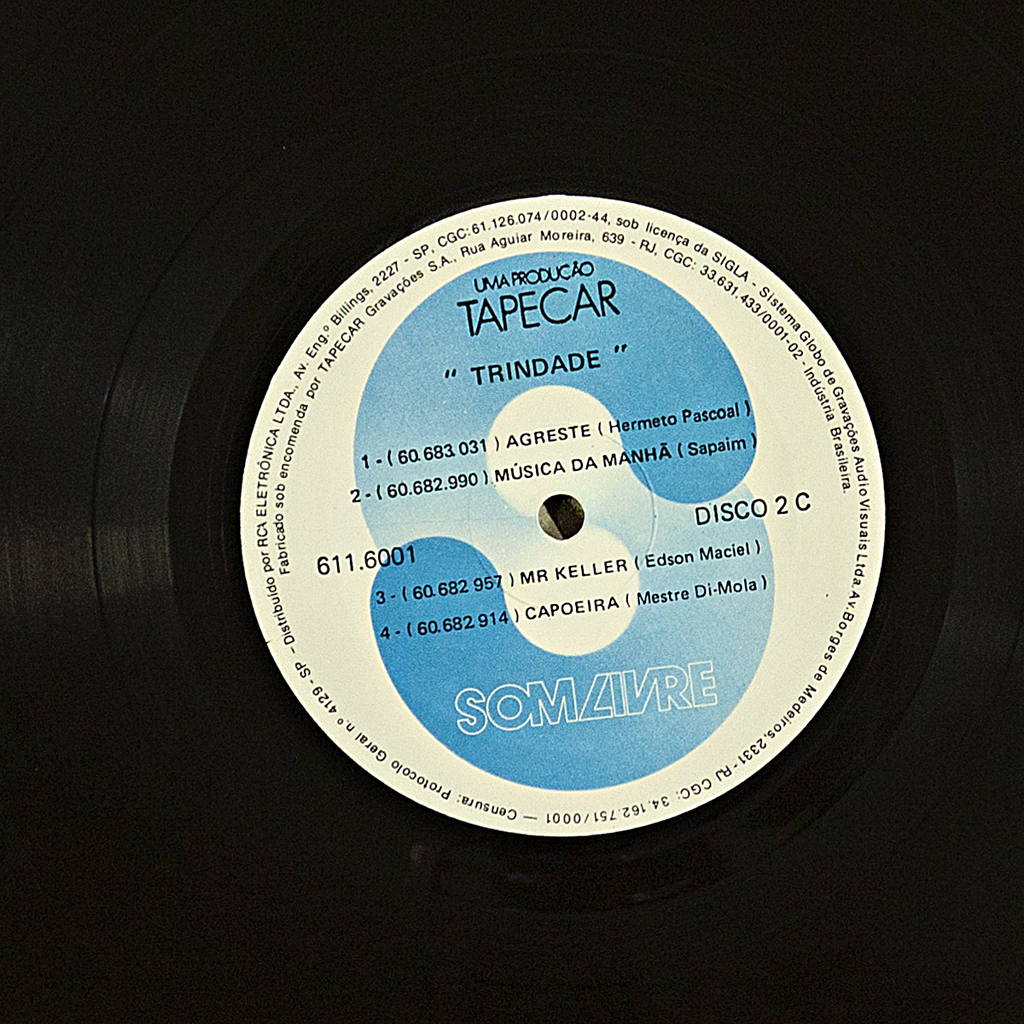 Distribuído por RCA ELETRÔNICA LTDA., Av. Eng.º Billings, 2227 - SP, CGC: 61.126.074/0002-44, sob licença da SIGLA - Sistema Globo de Gravações Audio Visuais Ltda. Av. Borges de Medeiros, 2331 - RJ CGC: 34.162.751/0001 — Censura: Protocolo Geral n.º 4129 - SP -
Fabricado sob encomenda por TAPECAR Gravações S.A., Rua Aguiar Moreira, 639 - RJ, CGC: 33.631.433/0001-02 - Indústria Brasileira.
UMA PRODUCÃO
TAPECAR
" TRINDADE "
1 - ( 60.683.031 ) AGRESTE ( Hermeto Pascoal )
2 - ( 60.682.990 ) MÚSICA DA MANHÃ ( Sapaim )
DISCO 2 C
611.6001
3 - ( 60.682 957 ) MR KELLER ( Edson Maciel )
4 - ( 60.682 914 ) CAPOEIRA ( Mestre Di-Mola )
SOM LIVRE